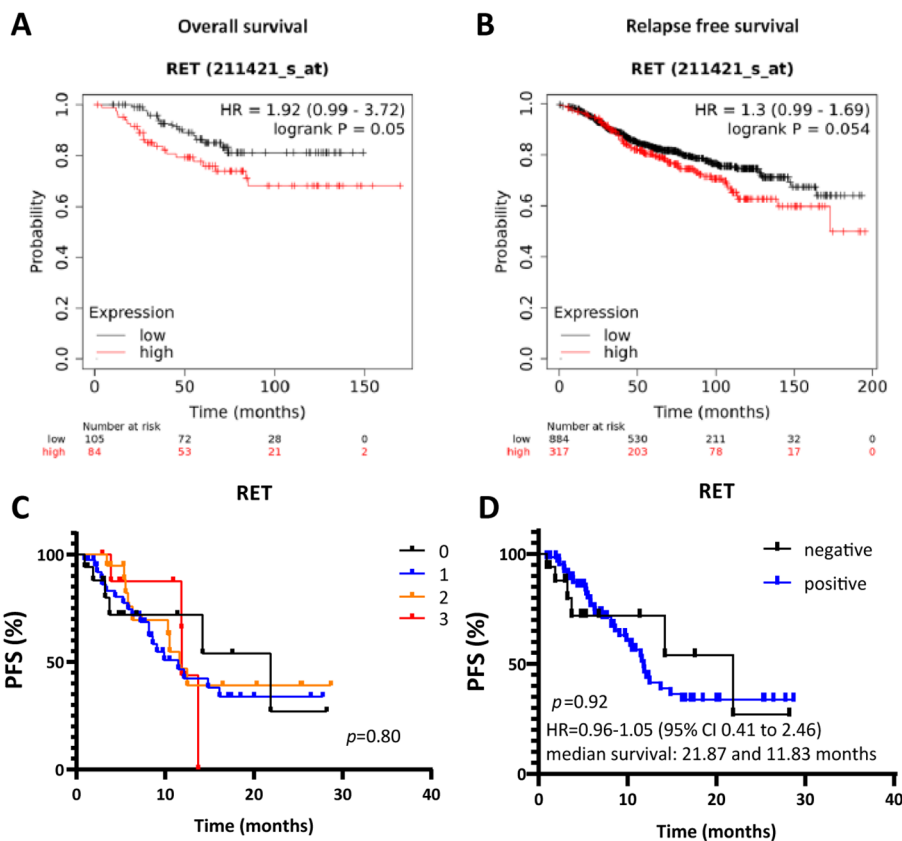 A
Overall survival
RET (211421_s_at)
HR = 1.92 (0.99 - 3.72)
logrank P = 0.05
Probability
1.0
0.8
0.6
0.4
0.2
0.0
Expression
low
high
0
50
100
150
Time (months)
Number at risk
low 105 72 28 0
high 84 53 21 2
B
Relapse free survival
RET (211421_s_at)
HR = 1.3 (0.99 - 1.69)
logrank P = 0.054
Probability
1.0
0.8
0.6
0.4
0.2
0.0
Expression
low
high
0
50
100
150
200
Time (months)
Number at risk
low 884 530 211 32 0
high 317 203 78 17 0
C
RET
PFS (%)
100
50
0
0
1
2
3
p=0.80
0
10
20
30
40
Time (months)
D
RET
PFS (%)
100
50
0
negative
positive
p=0.92
HR=0.96-1.05 (95% CI 0.41 to 2.46)
median survival: 21.87 and 11.83 months
0
10
20
30
40
Time (months)